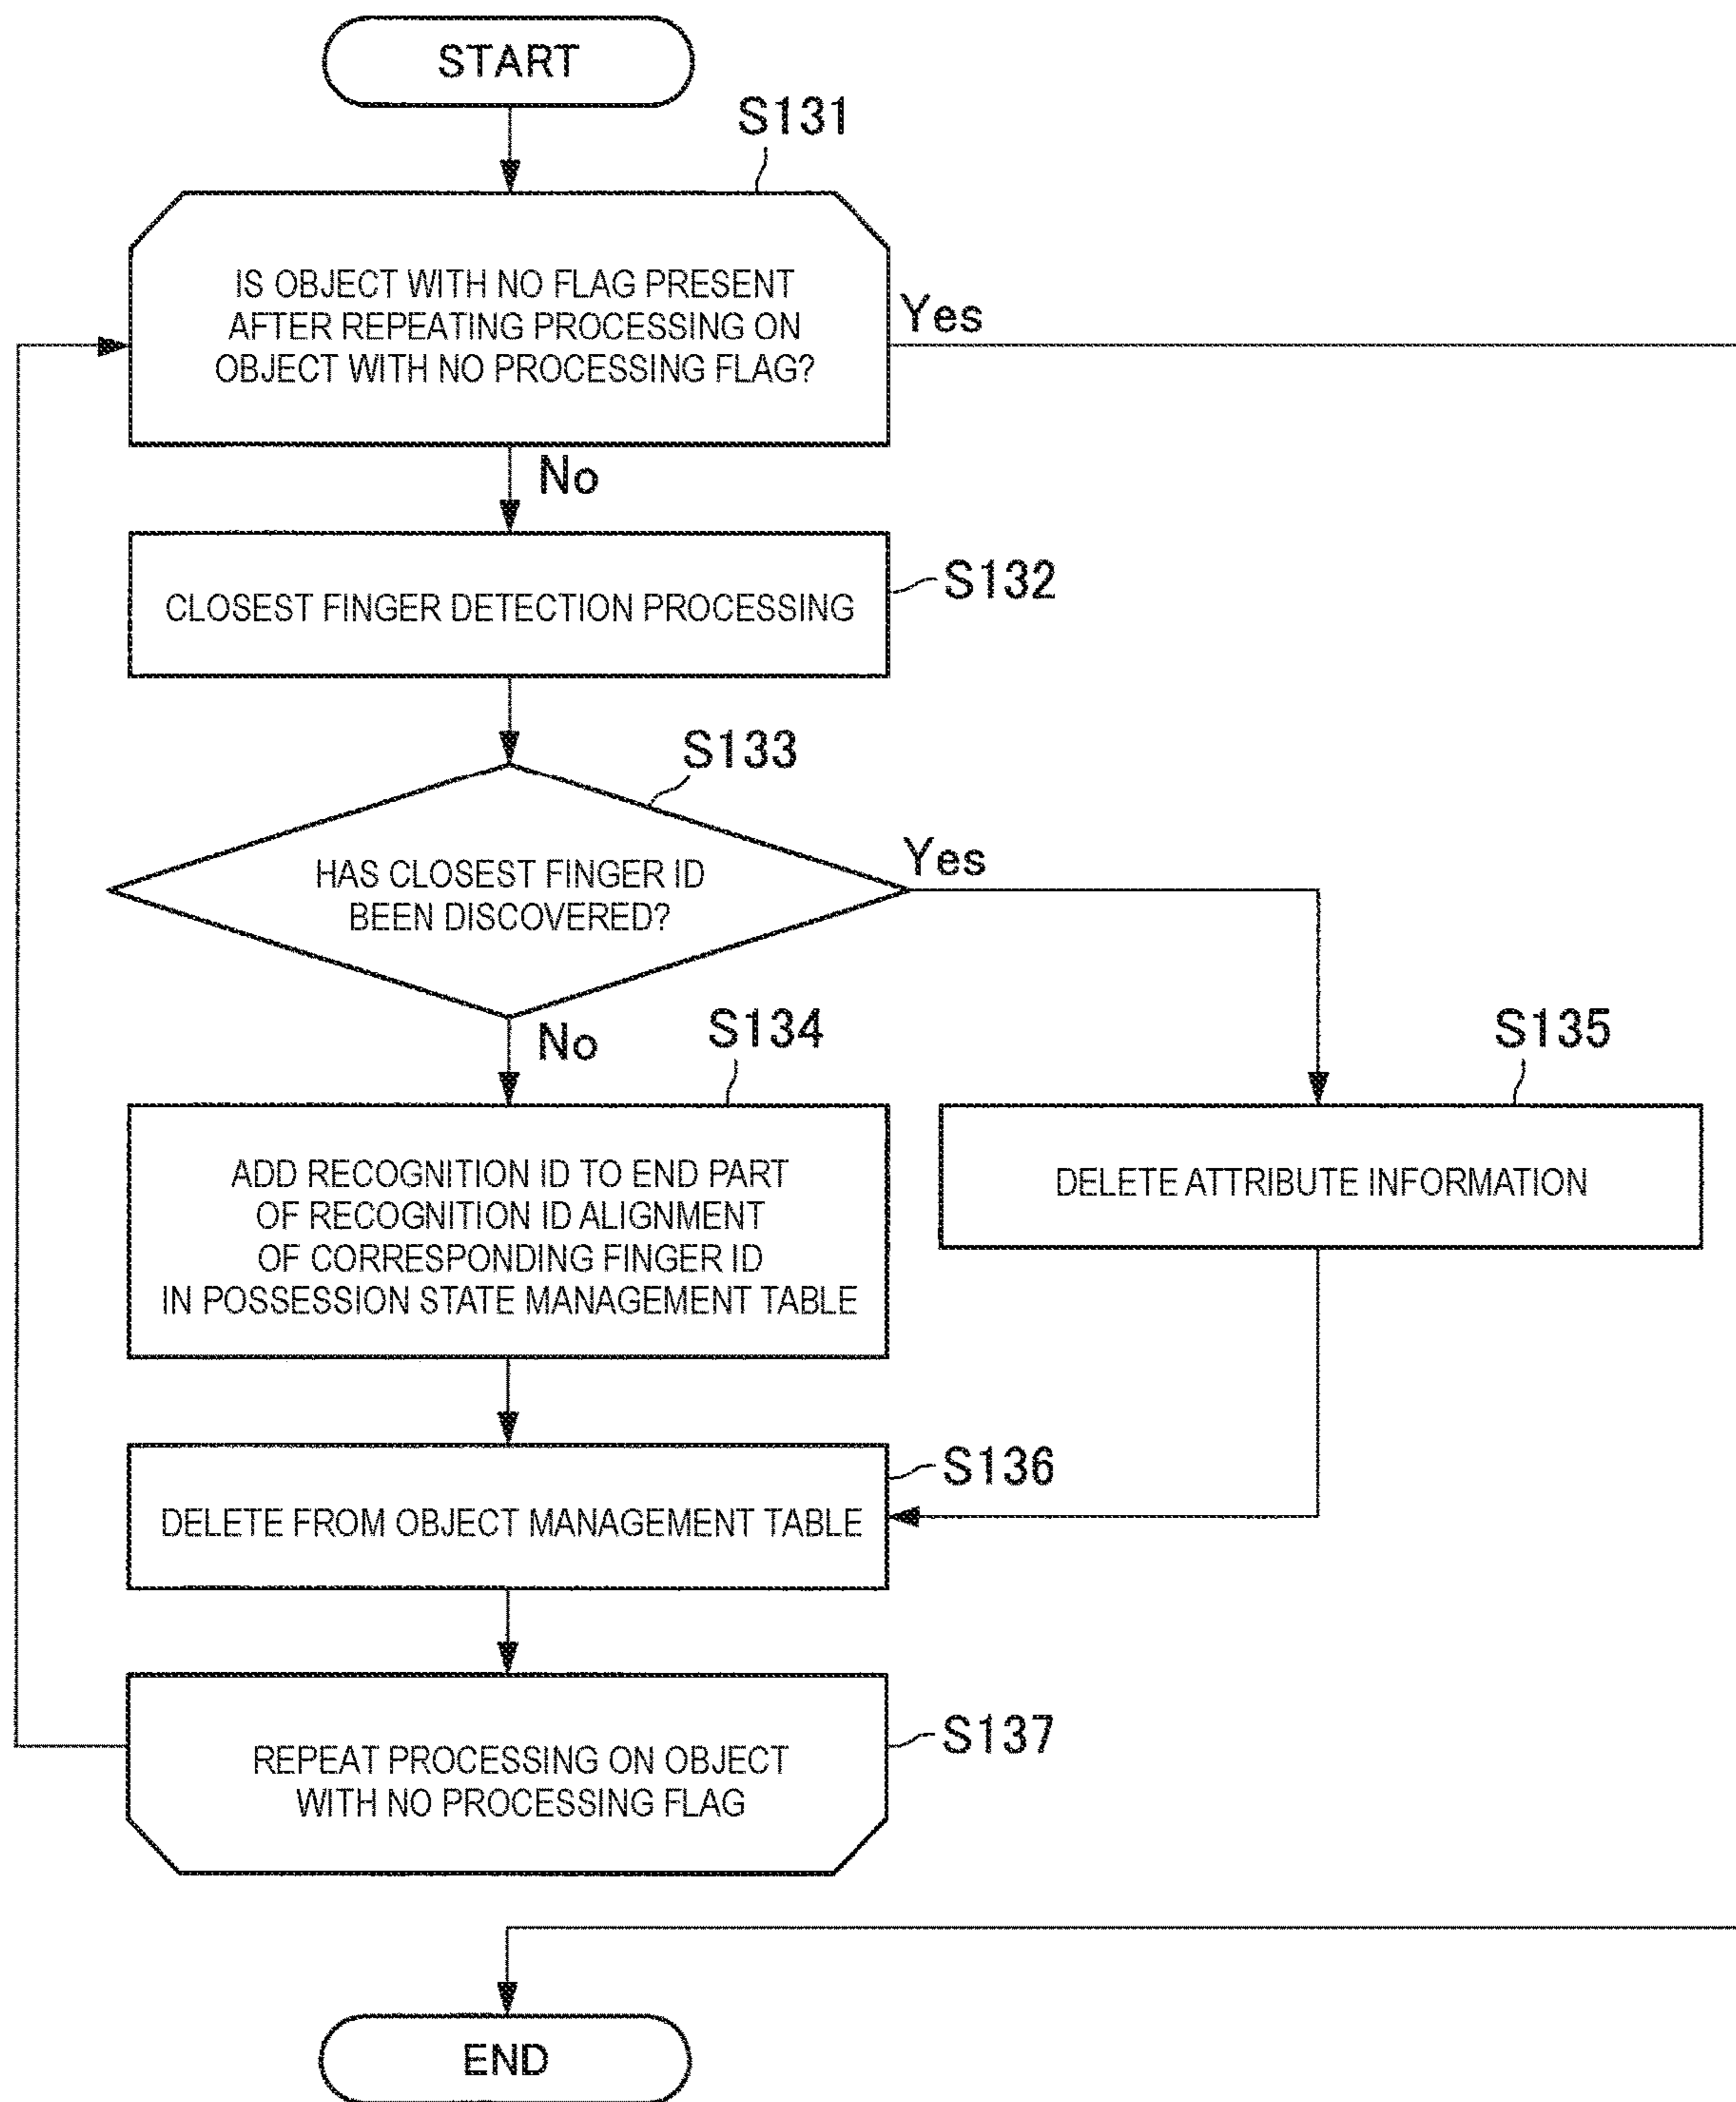 START
S131
IS OBJECT WITH NO FLAG PRESENT
AFTER REPEATING PROCESSING ON
OBJECT WITH NO PROCESSING FLAG?
Yes
No
CLOSEST FINGER DETECTION PROCESSING
S132
S133
HAS CLOSEST FINGER ID
BEEN DISCOVERED?
Yes
No
S134
S135
ADD RECOGNITION ID TO END PART
OF RECOGNITION ID ALIGNMENT
OF CORRESPONDING FINGER ID
IN POSSESSION STATE MANAGEMENT TABLE
DELETE ATTRIBUTE INFORMATION
S136
DELETE FROM OBJECT MANAGEMENT TABLE
S137
REPEAT PROCESSING ON OBJECT
WITH NO PROCESSING FLAG
END